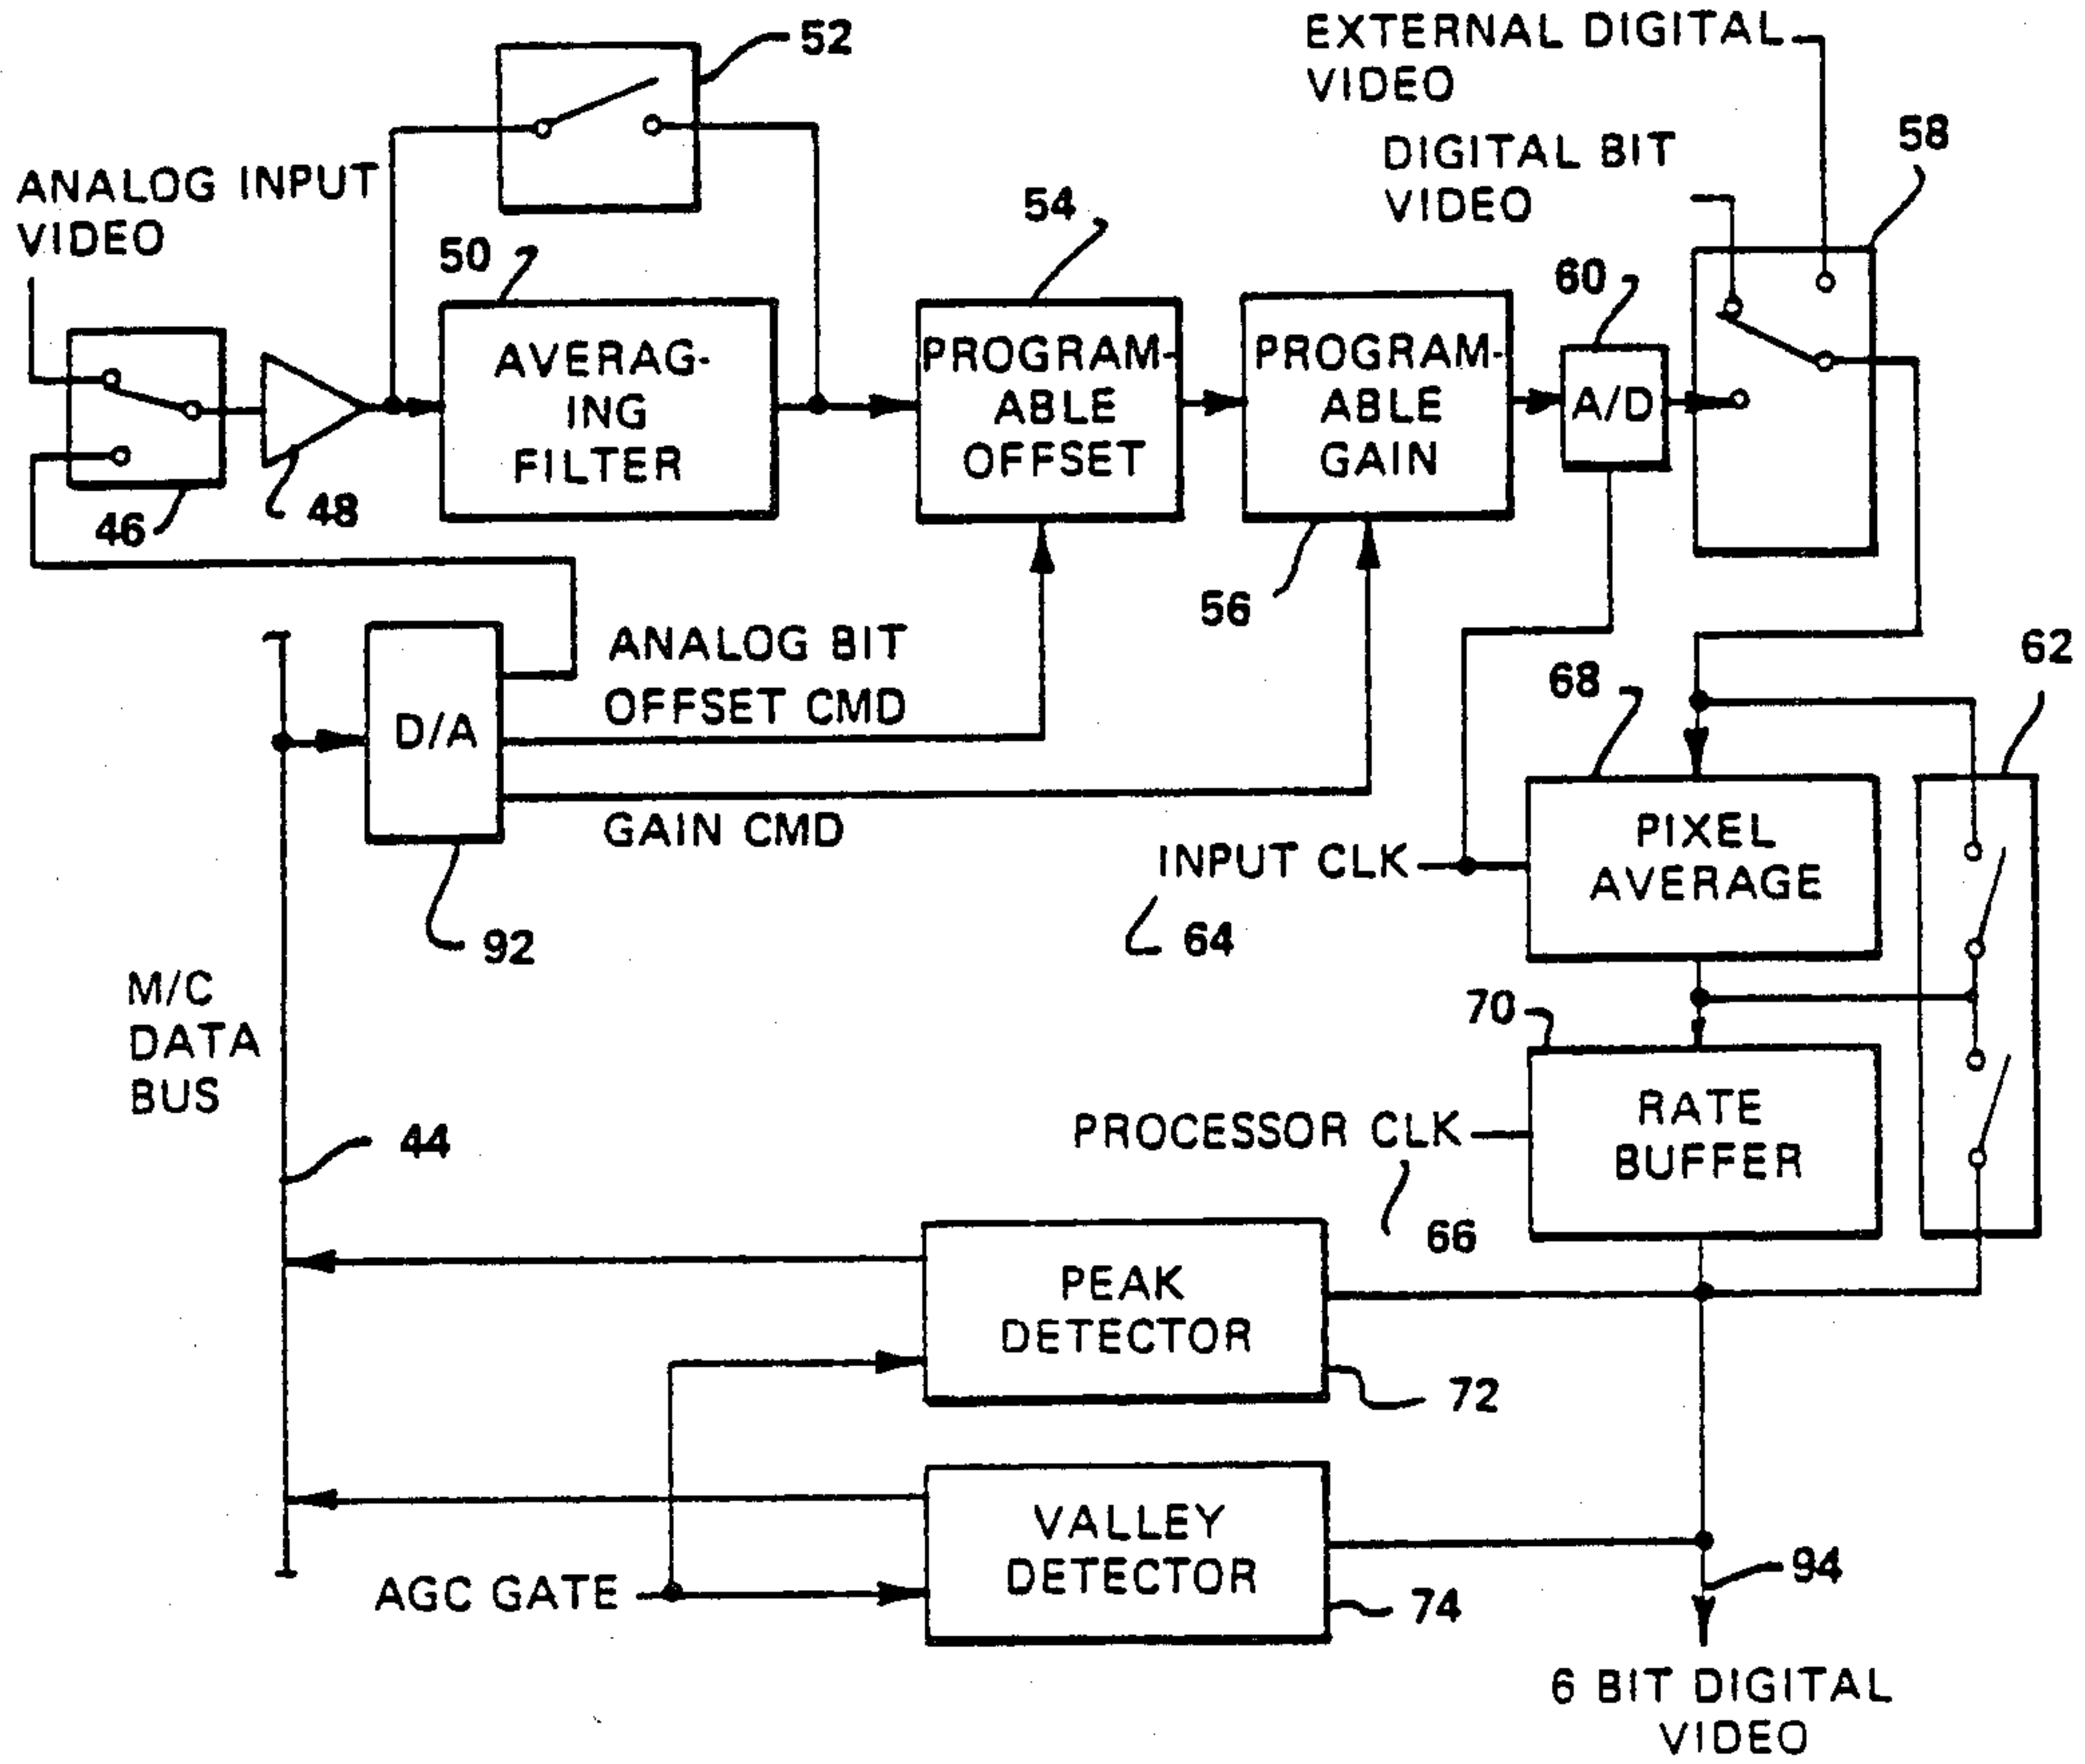 52
EXTERNAL DIGITAL
VIDEO
58
DIGITAL BIT
VIDEO
ANALOG INPUT
VIDEO
54
50
60
AVERAG-
ING
FILTER
PROGRAM-
ABLE
OFFSET
PROGRAM-
ABLE
GAIN
A/D
46
48
56
ANALOG BIT
OFFSET CMD
62
68
D/A
GAIN CMD
INPUT CLK
PIXEL
AVERAGE
64
92
M/C
DATA
BUS
70
RATE
BUFFER
PROCESSOR CLK
44
66
PEAK
DETECTOR
72
VALLEY
DETECTOR
94
AGC GATE
74
6 BIT DIGITAL
VIDEO